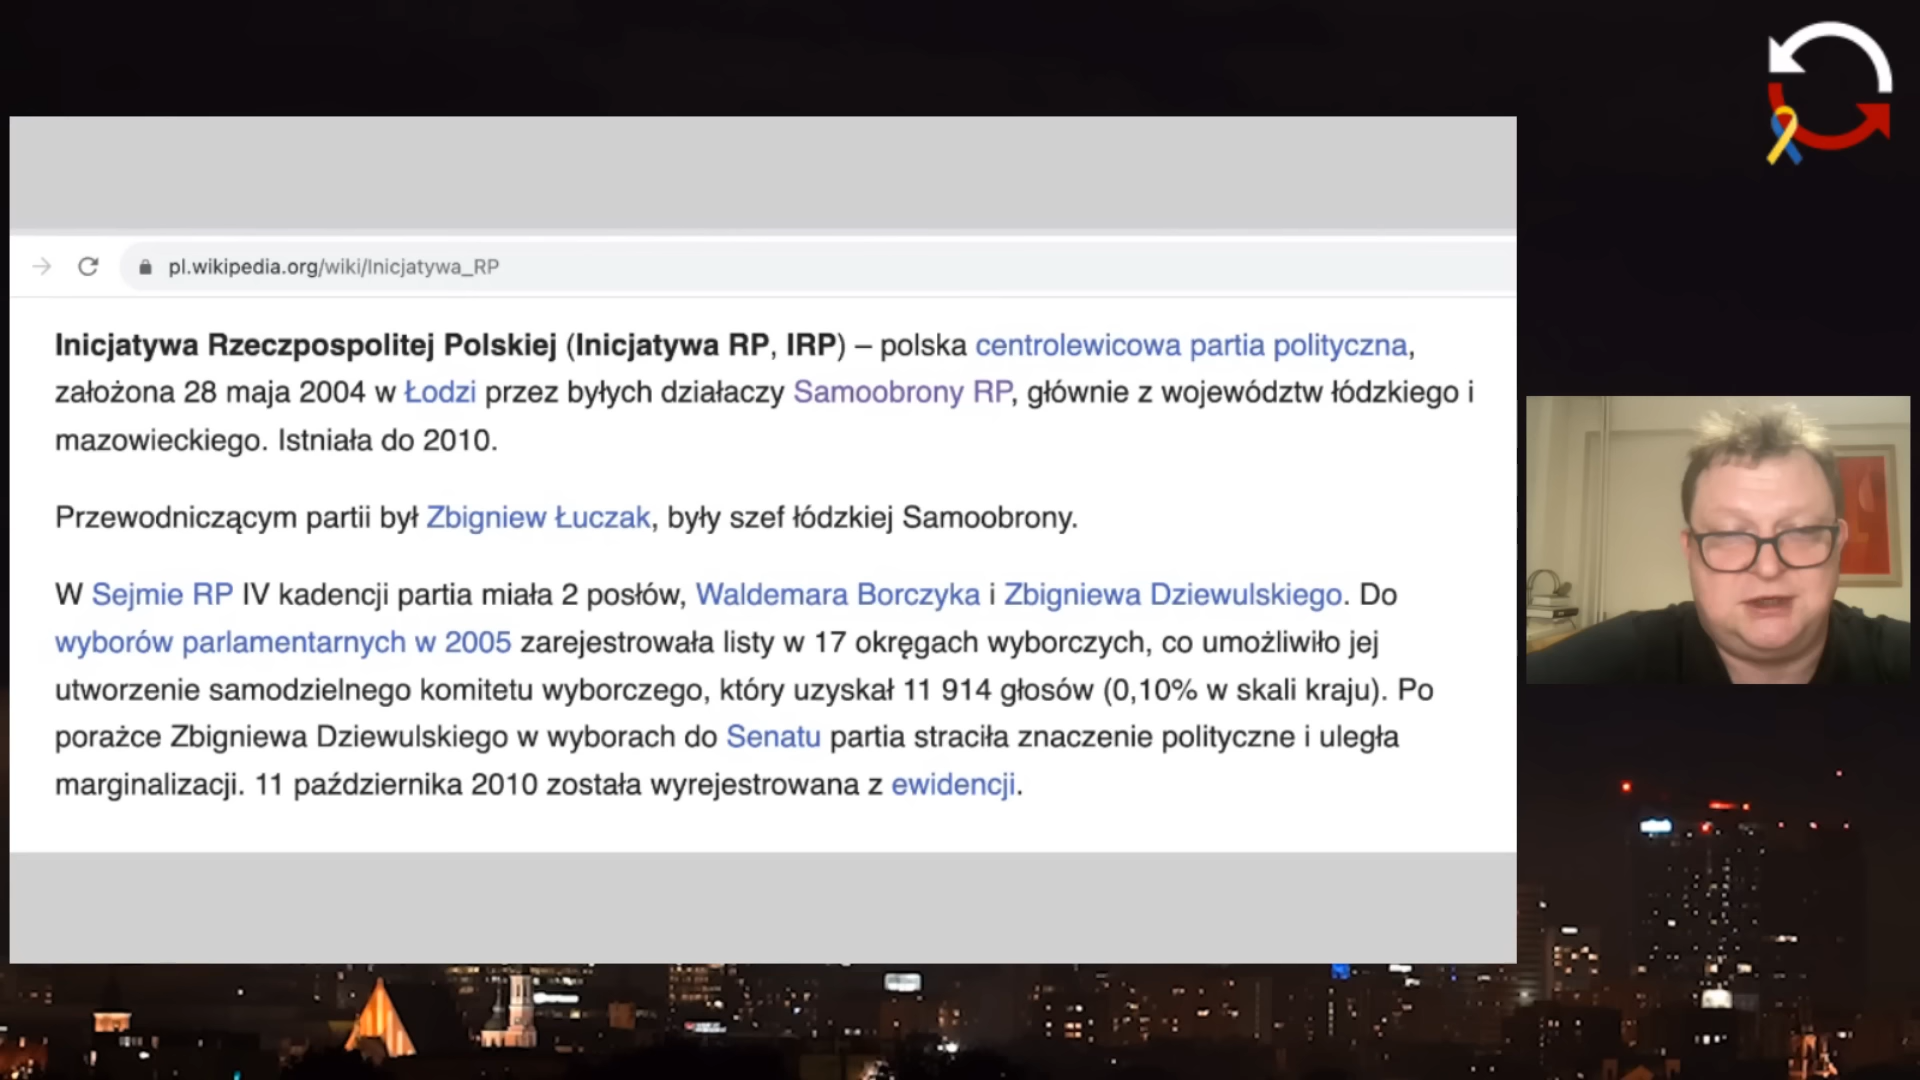 pl.wikipedia.org/wiki/Inicjatywa_RP
Inicjatywa Rzeczpospolitej Polskiej (Inicjatywa RP, IRP) – polska centrolewicowa partia polityczna,
założona 28 maja 2004 w Łodzi przez byłych działaczy Samoobrony RP, głównie z województw łódzkiego i
mazowieckiego. Istniała do 2010.
Przewodniczącym partii był Zbigniew Łuczak, były szef łódzkiej Samoobrony.
W Sejmie RP IV kadencji partia miała 2 posłów, Waldemara Borczyka i Zbigniewa Dziewulskiego. Do
wyborów parlamentarnych w 2005 zarejestrowała listy w 17 okręgach wyborczych, co umożliwiło jej
utworzenie samodzielnego komitetu wyborczego, który uzyskał 11 914 głosów (0,10% w skali kraju). Po
porażce Zbigniewa Dziewulskiego w wyborach do Senatu partia straciła znaczenie polityczne i uległa
marginalizacji. 11 października 2010 została wyrejestrowana z ewidencji.